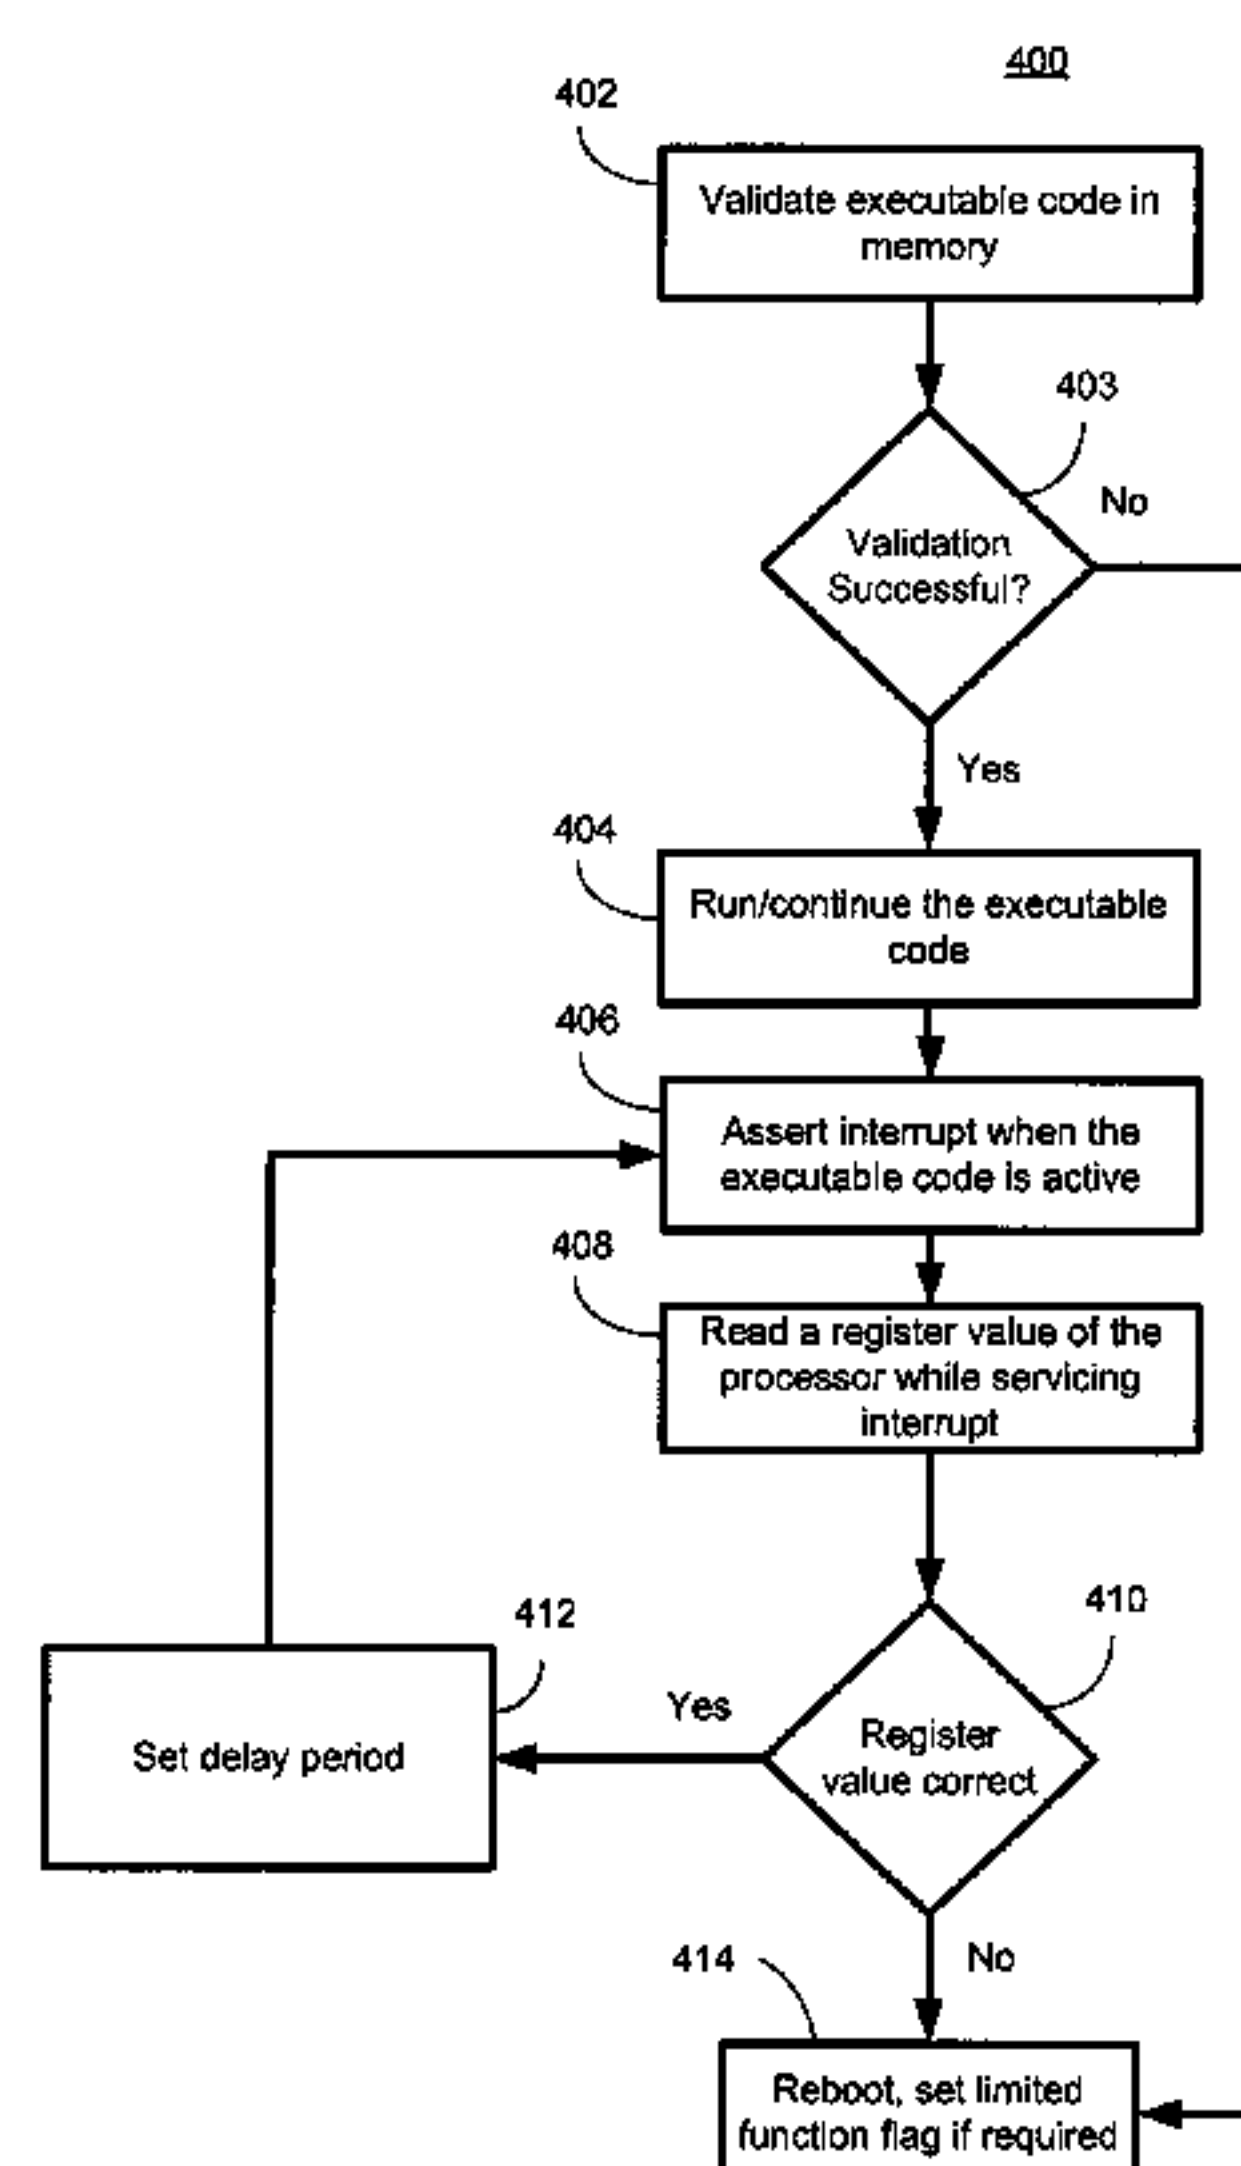 400
402
Validate executable code in
memory
403
No
Validation
Successful?
Yes
404
Run/continue the executable
code
406
Assert interrupt when the
executable code is active
408
Read a register value of the
processor while servicing
interrupt
410
412
Yes
Register
value correct
Set delay period
414
No
Reboot, set limited
function flag if required